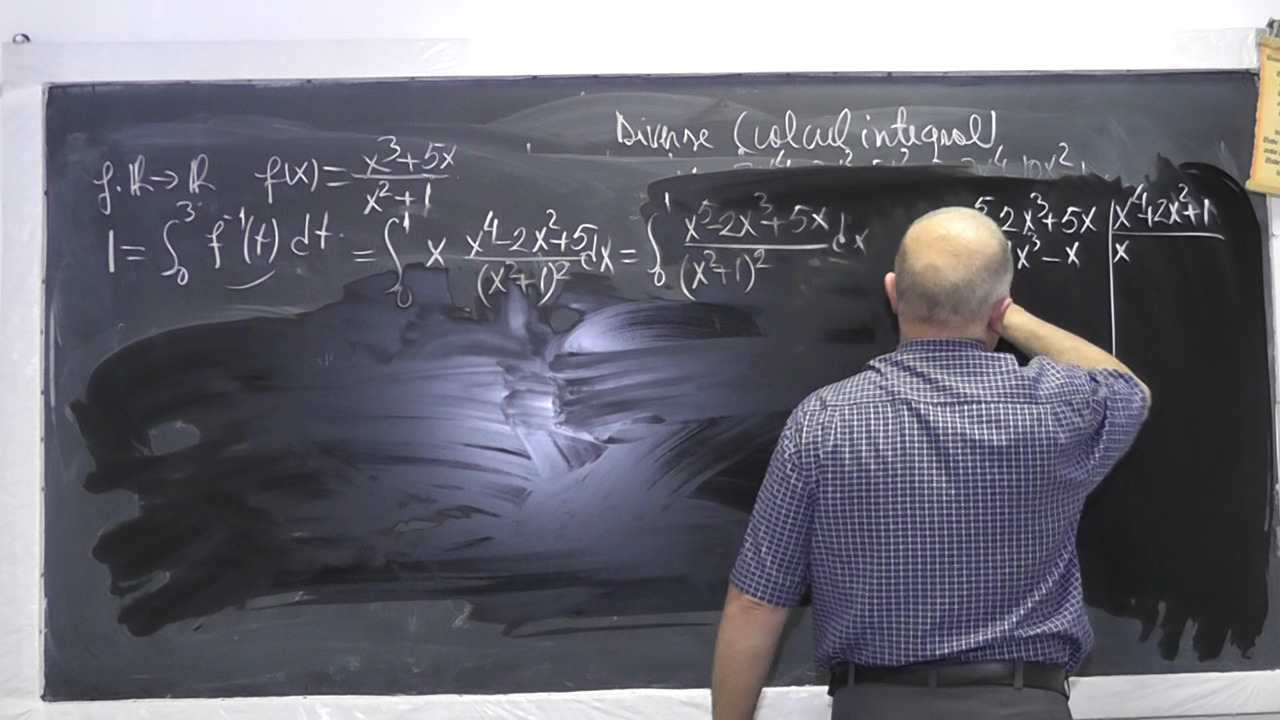 Diverse (calcul integral)
f:ℝ→ℝ f(x)=(x³+5x)/(x²+1)
I=∫₀³ f⁻¹(t) dt = ∫₀¹ x (x⁴-2x²+5)/(x²+1)² dx = ∫₀¹ (x⁵-2x³+5x)/(x²+1)² dx
2x³+5x | x⁴+2x²+1
x³-x | x